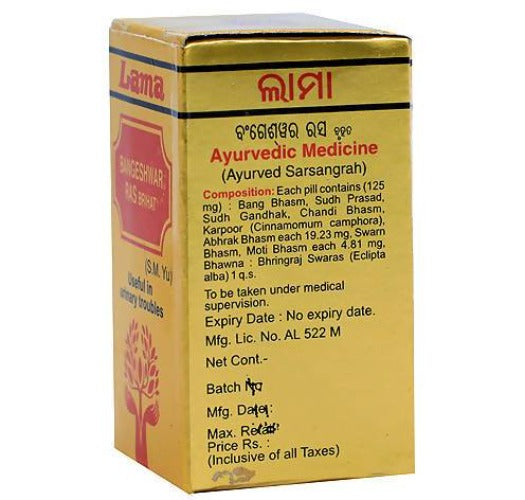 Lama
BANGESHWAR
RAS BRIHAT
(S.M. Yu)
Useful in
urinary troubles
ଲାମା
ବଂଗେଶ୍ୱର ରସ ବୃହତ
Ayurvedic Medicine
(Ayurved Sarsangrah)
Composition: Each pill contains (125
mg) : Bang Bhasm, Sudh Prasad,
Sudh Gandhak, Chandi Bhasm,
Karpoor (Cinnamomum camphora),
Abhrak Bhasm each 19.23 mg, Swarn
Bhasm, Moti Bhasm each 4.81 mg.
Bhawna : Bhringraj Swaras (Eclipta
alba) 1 q.s.
To be taken under medical
supervision.
Expiry Date : No expiry date.
Mfg. Lic. No. AL 522 M
Net Cont.-
Batch
Mfg. Date :
Max. Retail
Price Rs. :
(Inclusive of all Taxes)